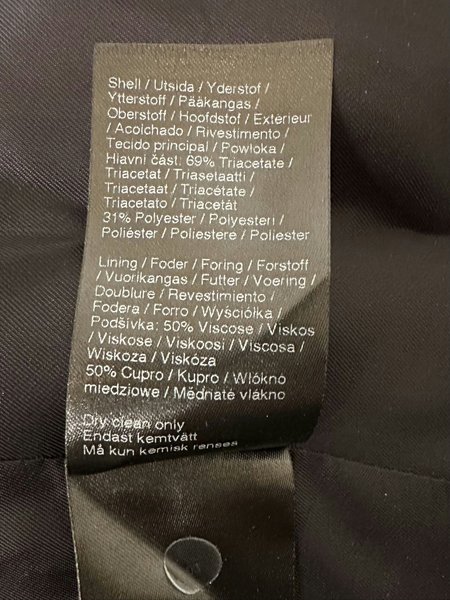 Shell / Utsida / Yderstof /
Ytterstoff / Pääkangas /
Oberstoff / Hoofdstof / Extérieur
/ Acolchado / Rivestimento /
Tecido principal / Powłoka /
Hlavní část: 69% Triacetate /
Triacetat / Triasetaatti /
Triacetaat / Triacétate /
Triacetato / Triacetát
31% Polyester / Polyesteri /
Poliéster / Poliestere / Poliester
Lining / Foder / Foring / Forstoff
/ Vuorikangas / Futter / Voering /
Doublure / Revestimiento /
Fodera / Forro / Wyściółka /
Podšívka: 50% Viscose / Viskos
/ Viskose / Viskoosi / Viscosa /
Wiskoza / Viskóza
50% Cupro / Kupro / Włókno
miedziowe / Mědnaté vlákno
Dry clean only
Endast kemtvätt
Må kun kemisk renses